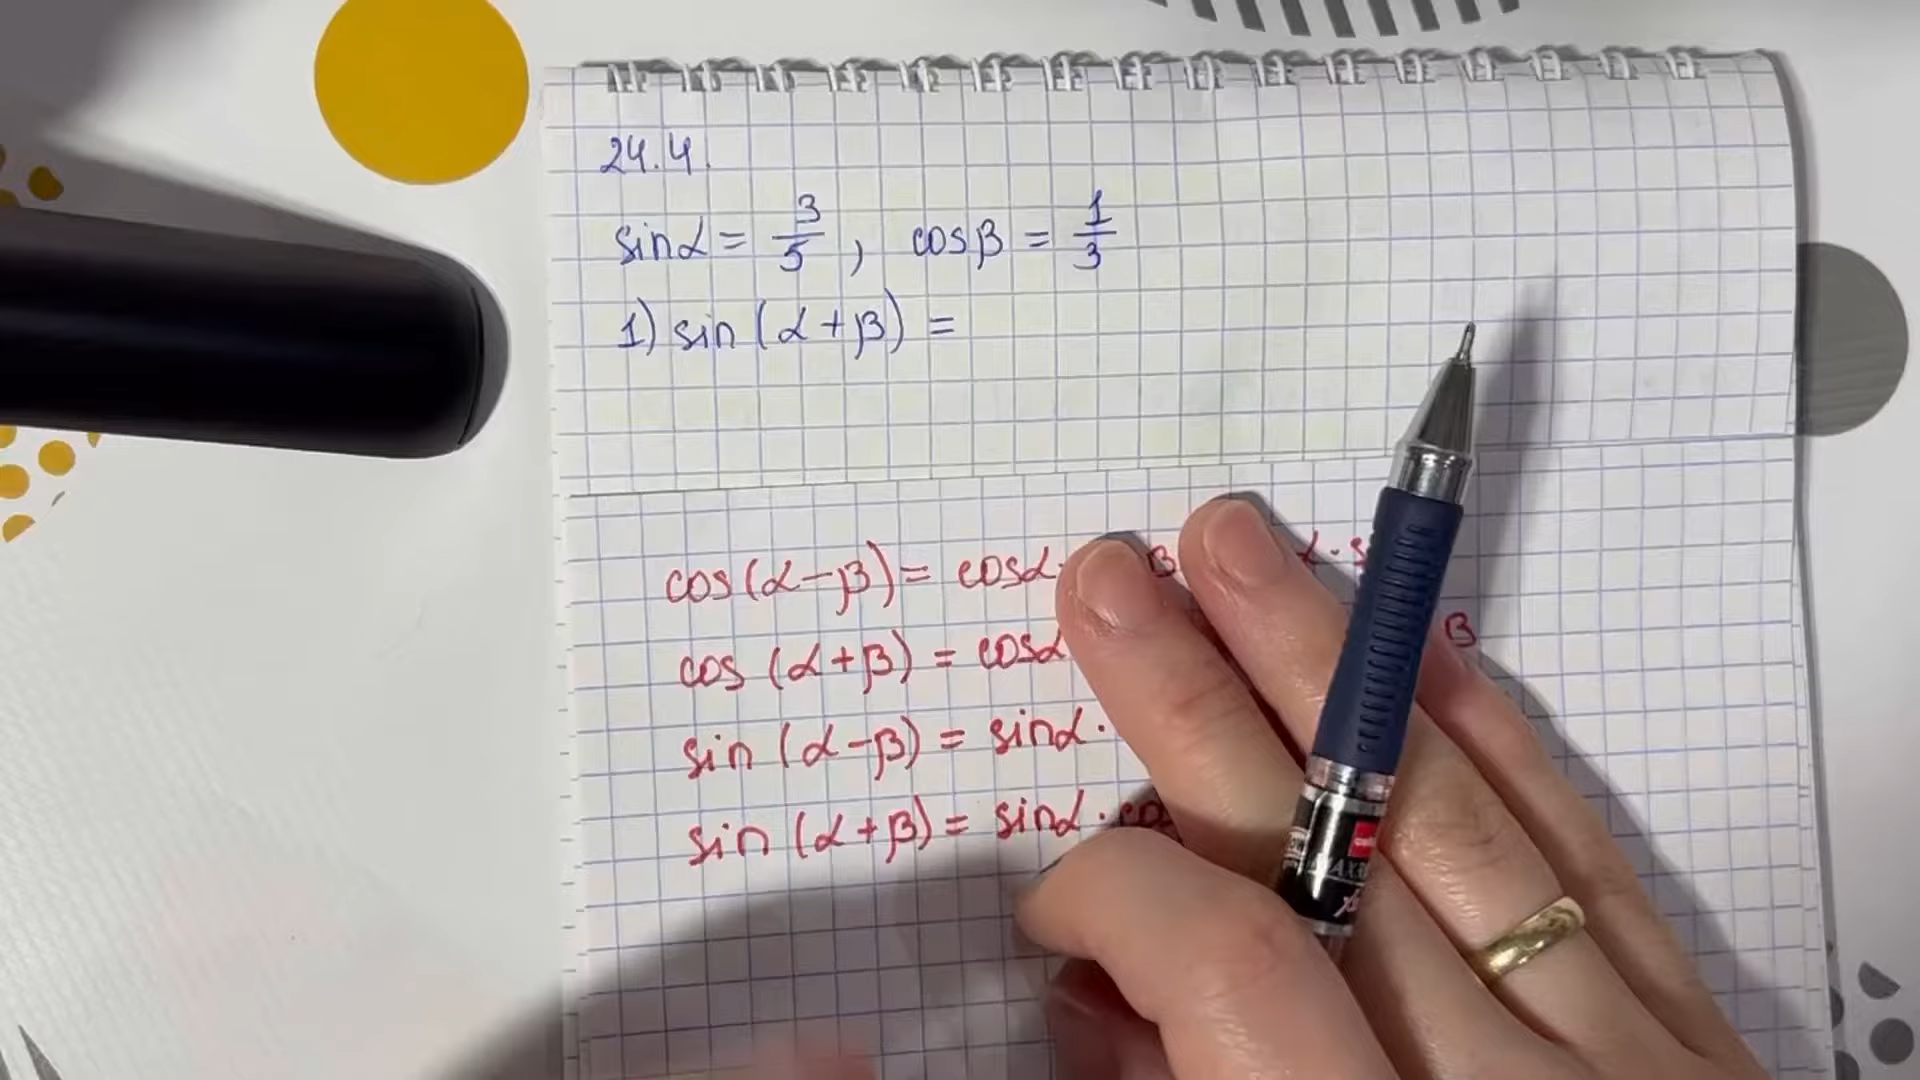 24.4.
sinα = 3/5 , cosβ = 1/3
1) sin (α+β) =
cos(α-β) = cosα · β α ·
cos (α+β) = cosα β
sin (α-β) = sinα ·
sin (α+β) = sinα ·